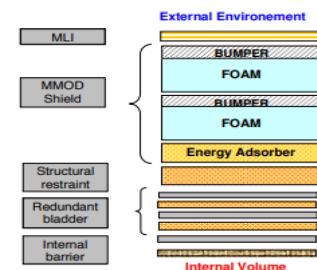 External Environement
MLI
BUMPER
FOAM
MMOD
Shield
BUMPER
FOAM
Energy Adsorber
Structural
restraint
Redundant
bladder
Internal
barrier
Internal Volume